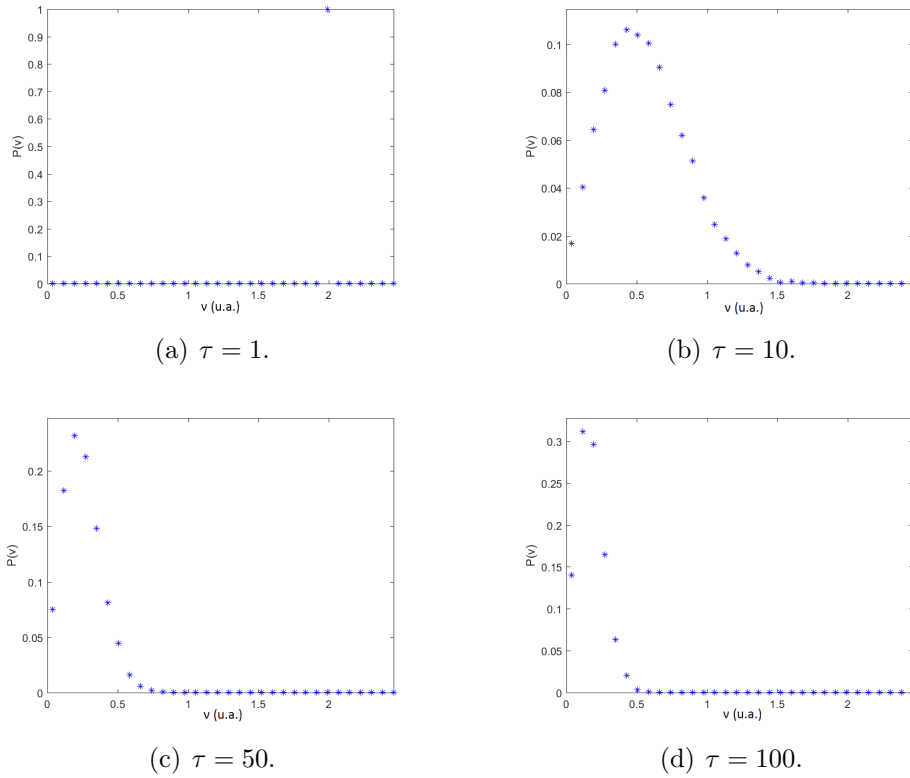 1
0.9
0.8
0.7
0.6
0.5
0.4
0.3
0.2
0.1
0
P(v)
0 0.5 1 1.5 2
v (u.a.)
(a) τ = 1.
0.1
0.08
0.06
0.04
0.02
0
P(v)
0 0.5 1 1.5 2
v (u.a.)
(b) τ = 10.
0.2
0.15
0.1
0.05
0
P(v)
0 0.5 1 1.5 2
v (u.a.)
(c) τ = 50.
0.3
0.25
0.2
0.15
0.1
0.05
0
P(v)
0 0.5 1 1.5 2
v (u.a.)
(d) τ = 100.